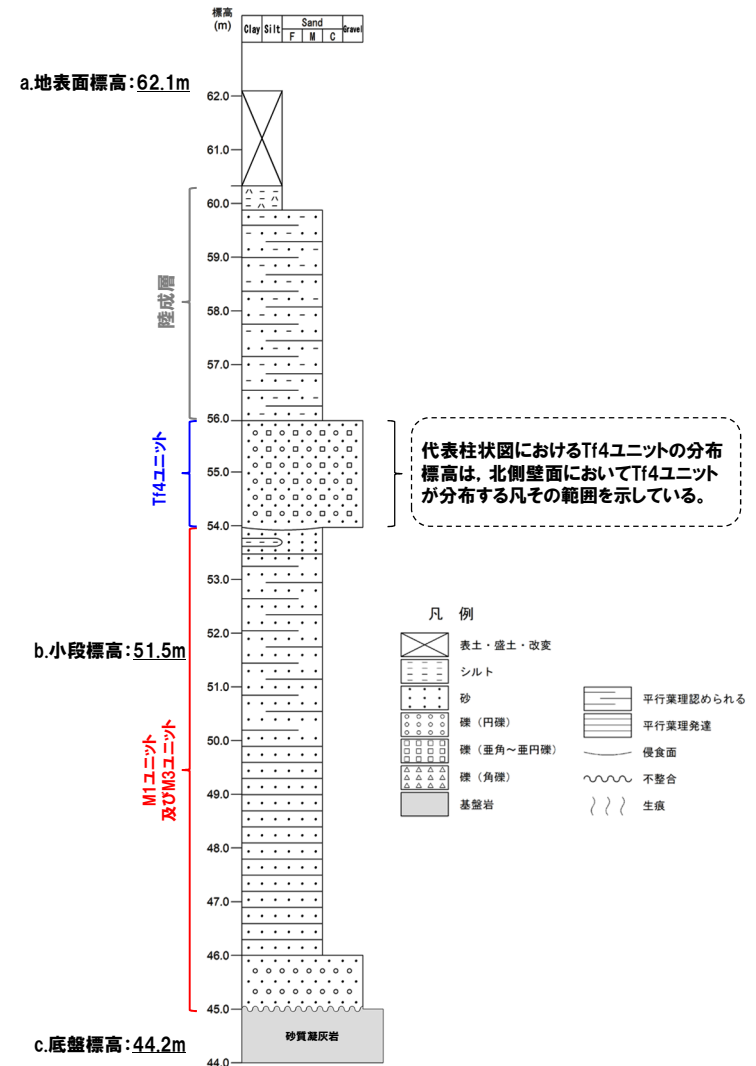 標高
(m)
Clay Silt Sand Gravel
F M C
a.地表面標高：62.1m
62.0
61.0
60.0
59.0
58.0
57.0
56.0
55.0
54.0
53.0
52.0
51.0
50.0
49.0
48.0
47.0
46.0
45.0
44.0
陸成層
Tf4ユニット
代表柱状図におけるTf4ユニットの分布
標高は，北側壁面においてTf4ユニット
が分布する凡その範囲を示している。
b.小段標高：51.5m
M1ユニット
及びM3ユニット
c.底盤標高：44.2m
砂質凝灰岩
凡 例
表土・盛土・改変
シルト
砂
礫（円礫）
礫（亜角～亜円礫）
礫（角礫）
基盤岩
平行葉理認められる
平行葉理発達
侵食面
不整合
生痕